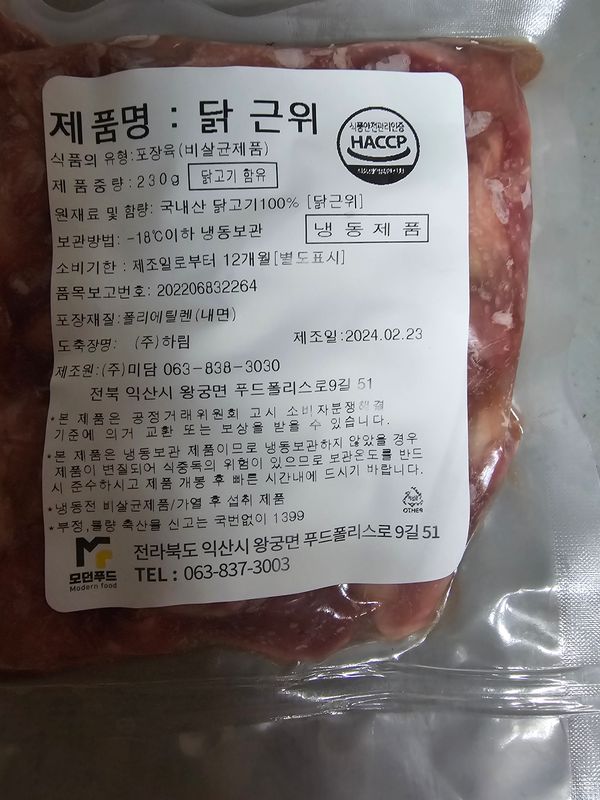 제품명 : 닭 근위
식품안전관리인증
HACCP
식품의 유형:포장육(비살균제품)
제품중량:230g 닭고기 함유
원재료 및 함량: 국내산 닭고기100% [닭근위]
보관방법: -18℃이하 냉동보관 냉동제품
소비기한 : 제조일로부터 12개월[별도표시]
품목보고번호: 202206832264
포장재질:폴리에틸렌(내면)
도축장명: (주)하림 제조일:2024.02.23
제조원:(주)미담 063-838-3030
전북 익산시 왕궁면 푸드폴리스로9길 51
*본 제품은 공정거래위원회 고시 소비자분쟁해결
기준에 의거 교환 또는 보상을 받을 수 있습니다.
*본 제품은 냉동보관 제품이므로 냉동보관하지 않았을 경우
제품이 변질되어 식중독의 위험이 있으므로 보관온도를 반드
시 준수하시고 제품 개봉 후 빠른 시간내에 드시기 바랍니다.
*냉동전 비살균제품/가열 후 섭취 제품
*부정,불량 축산물 신고는 국번없이 1399
OTHER
모던푸드
Modern food
전라북도 익산시 왕궁면 푸드폴리스로 9길 51
TEL : 063-837-3003